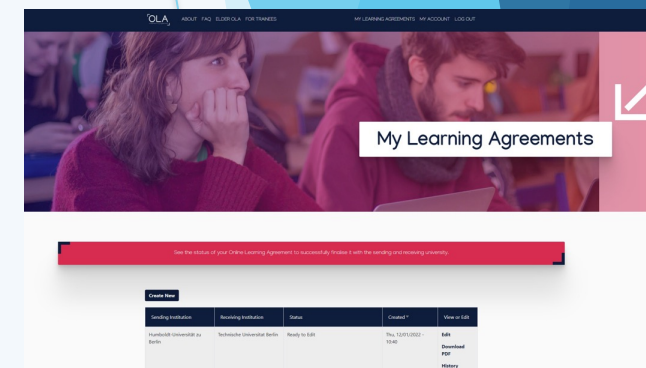 OLA ABOUT FAQ ELDER OLA FOR TRAINEES MY LEARNING AGREEMENTS MY ACCOUNT LOG OUT
My Learning Agreements
See the status of your Online Learning Agreement to successfully finalise it with the sending and receiving university.
Create New
Sending Institution Receiving Institution Status Created View or Edit
Humboldt-Universität zu Technische Universitat Berlin Ready to Edit Thu, 12/01/2022 - Edit
Berlin 10:40
Download
PDF
History